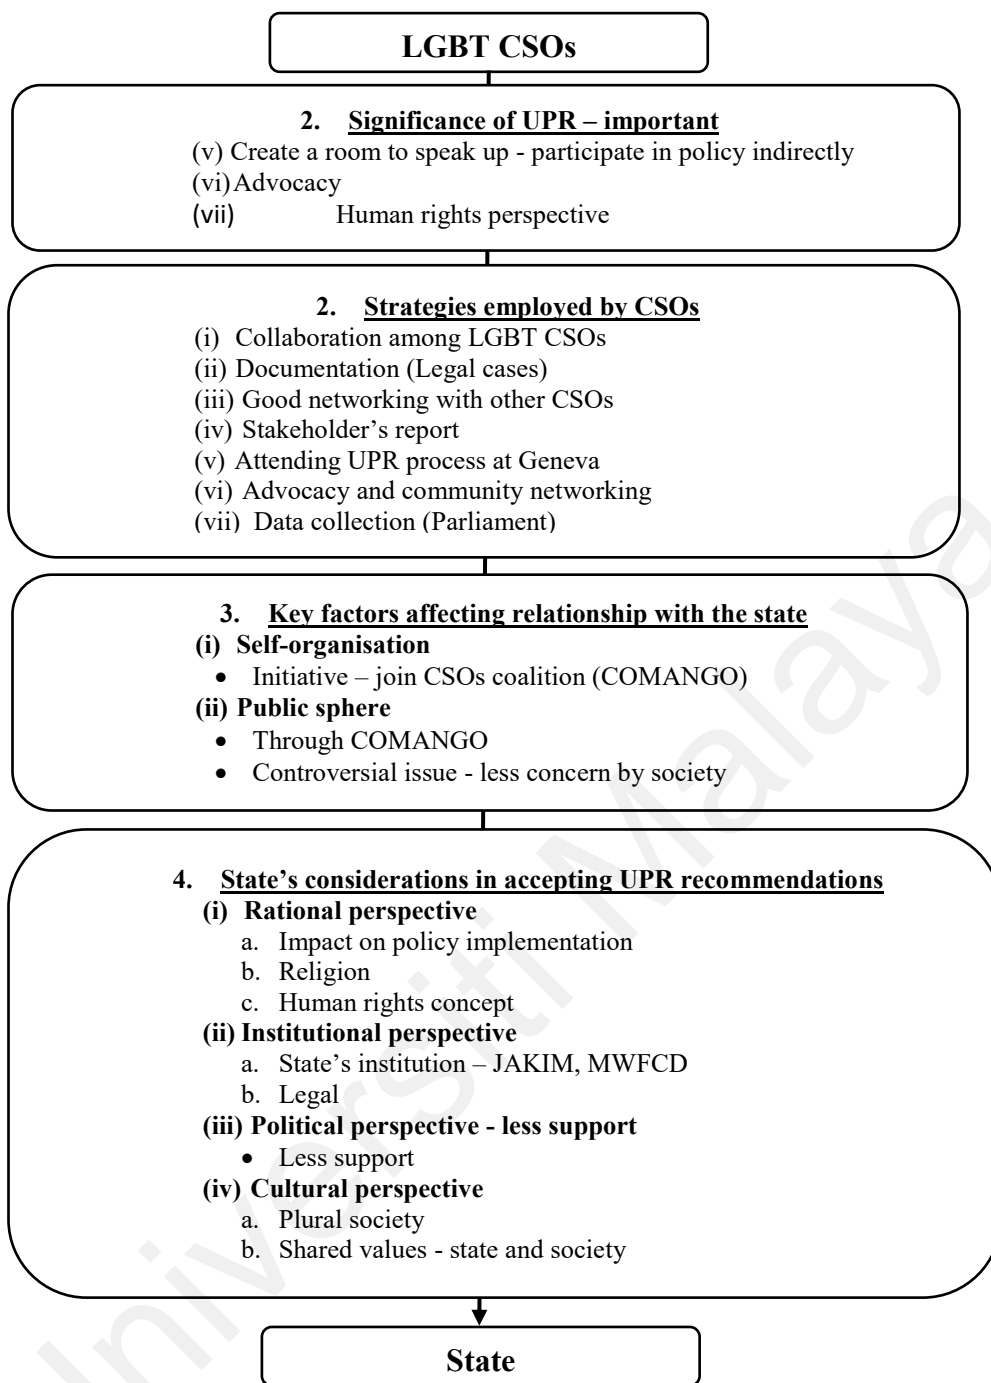 LGBT CSOs
2. Significance of UPR – important
(v) Create a room to speak up - participate in policy indirectly
(vi) Advocacy
(vii) Human rights perspective
2. Strategies employed by CSOs
(i) Collaboration among LGBT CSOs
(ii) Documentation (Legal cases)
(iii) Good networking with other CSOs
(iv) Stakeholder’s report
(v) Attending UPR process at Geneva
(vi) Advocacy and community networking
(vii) Data collection (Parliament)
3. Key factors affecting relationship with the state
(i) Self-organisation
• Initiative – join CSOs coalition (COMANGO)
(ii) Public sphere
• Through COMANGO
• Controversial issue - less concern by society
4. State’s considerations in accepting UPR recommendations
(i) Rational perspective
a. Impact on policy implementation
b. Religion
c. Human rights concept
(ii) Institutional perspective
a. State’s institution – JAKIM, MWFCD
b. Legal
(iii) Political perspective - less support
• Less support
(iv) Cultural perspective
a. Plural society
b. Shared values - state and society
State
Universiti Malaya